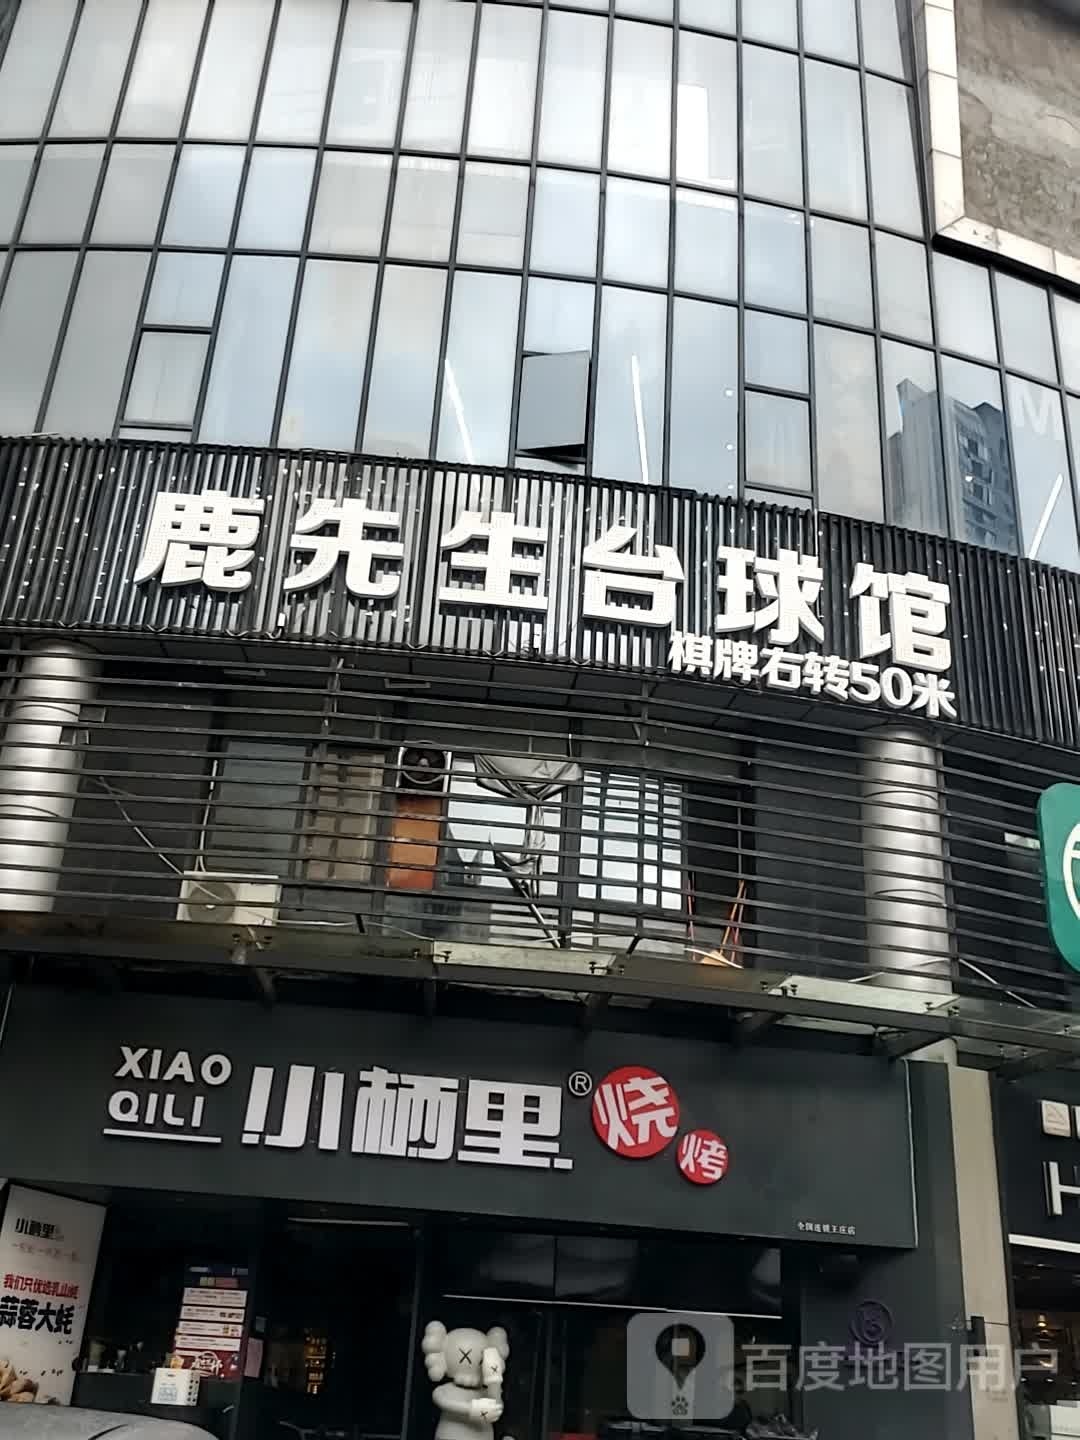 鹿先生台球馆
棋牌右转50米
XIAO
QILI
小栖里®烧烤
全国连锁王庄店
小栖里
我们只优选乳山蚝
蒜蓉大蚝
M
H
百度地图用户